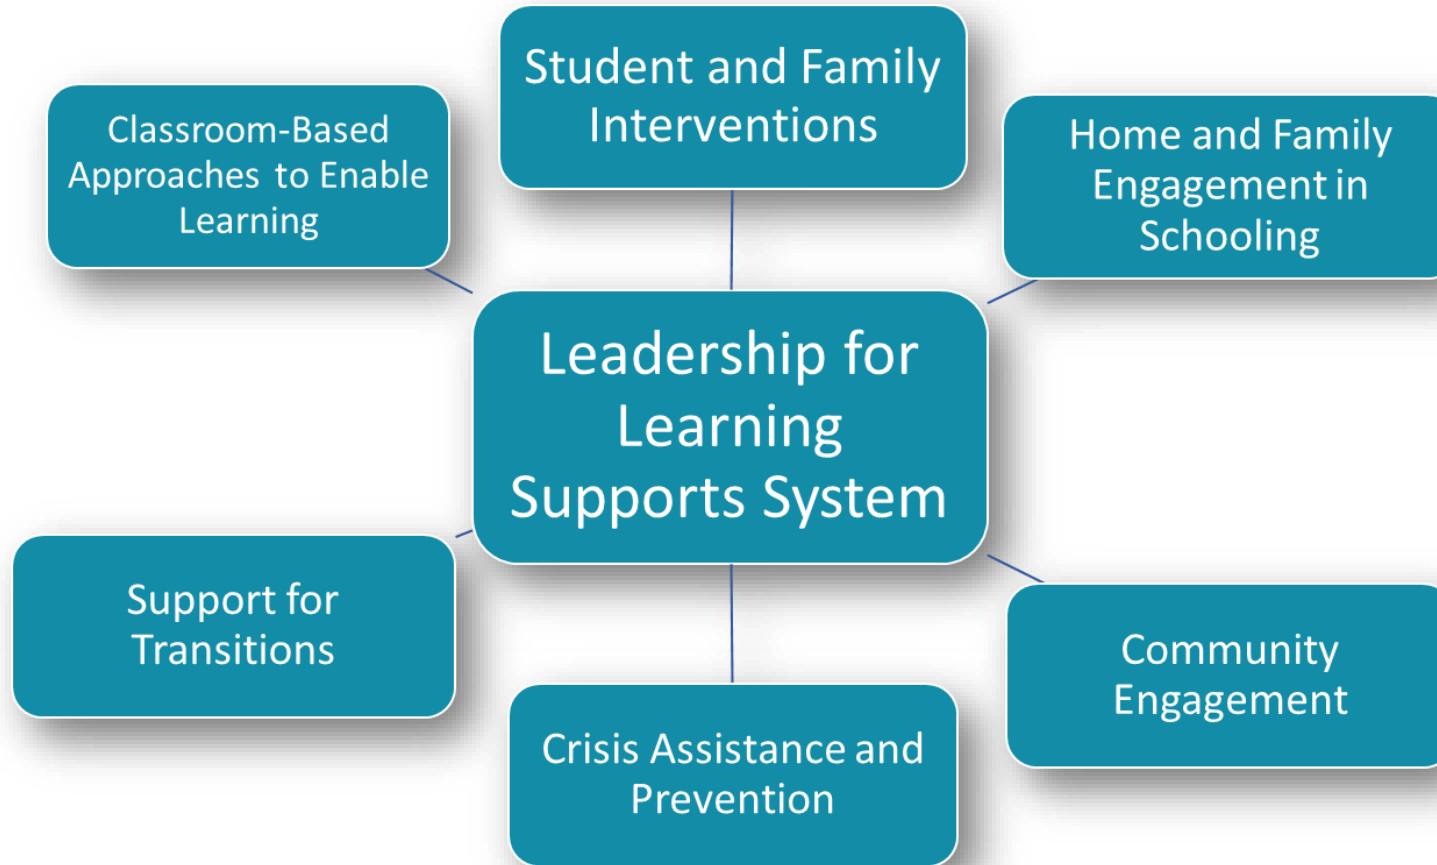 Student and Family
Interventions
Classroom-Based
Approaches to Enable
Learning
Home and Family
Engagement in
Schooling
Leadership for
Learning
Supports System
Support for
Transitions
Community
Engagement
Crisis Assistance and
Prevention